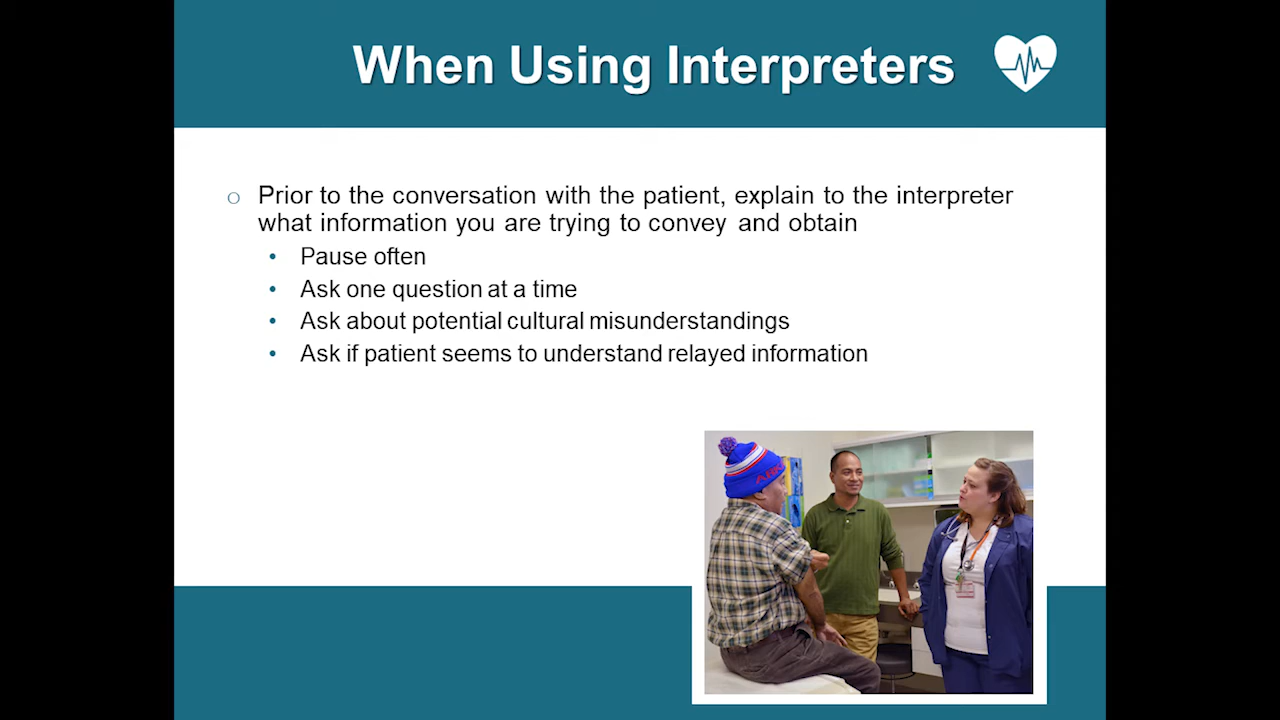 When Using Interpreters
Prior to the conversation with the patient, explain to the interpreter
what information you are trying to convey and obtain
Pause often
Ask one question at a time
Ask about potential cultural misunderstandings
Ask if patient seems to understand relayed information